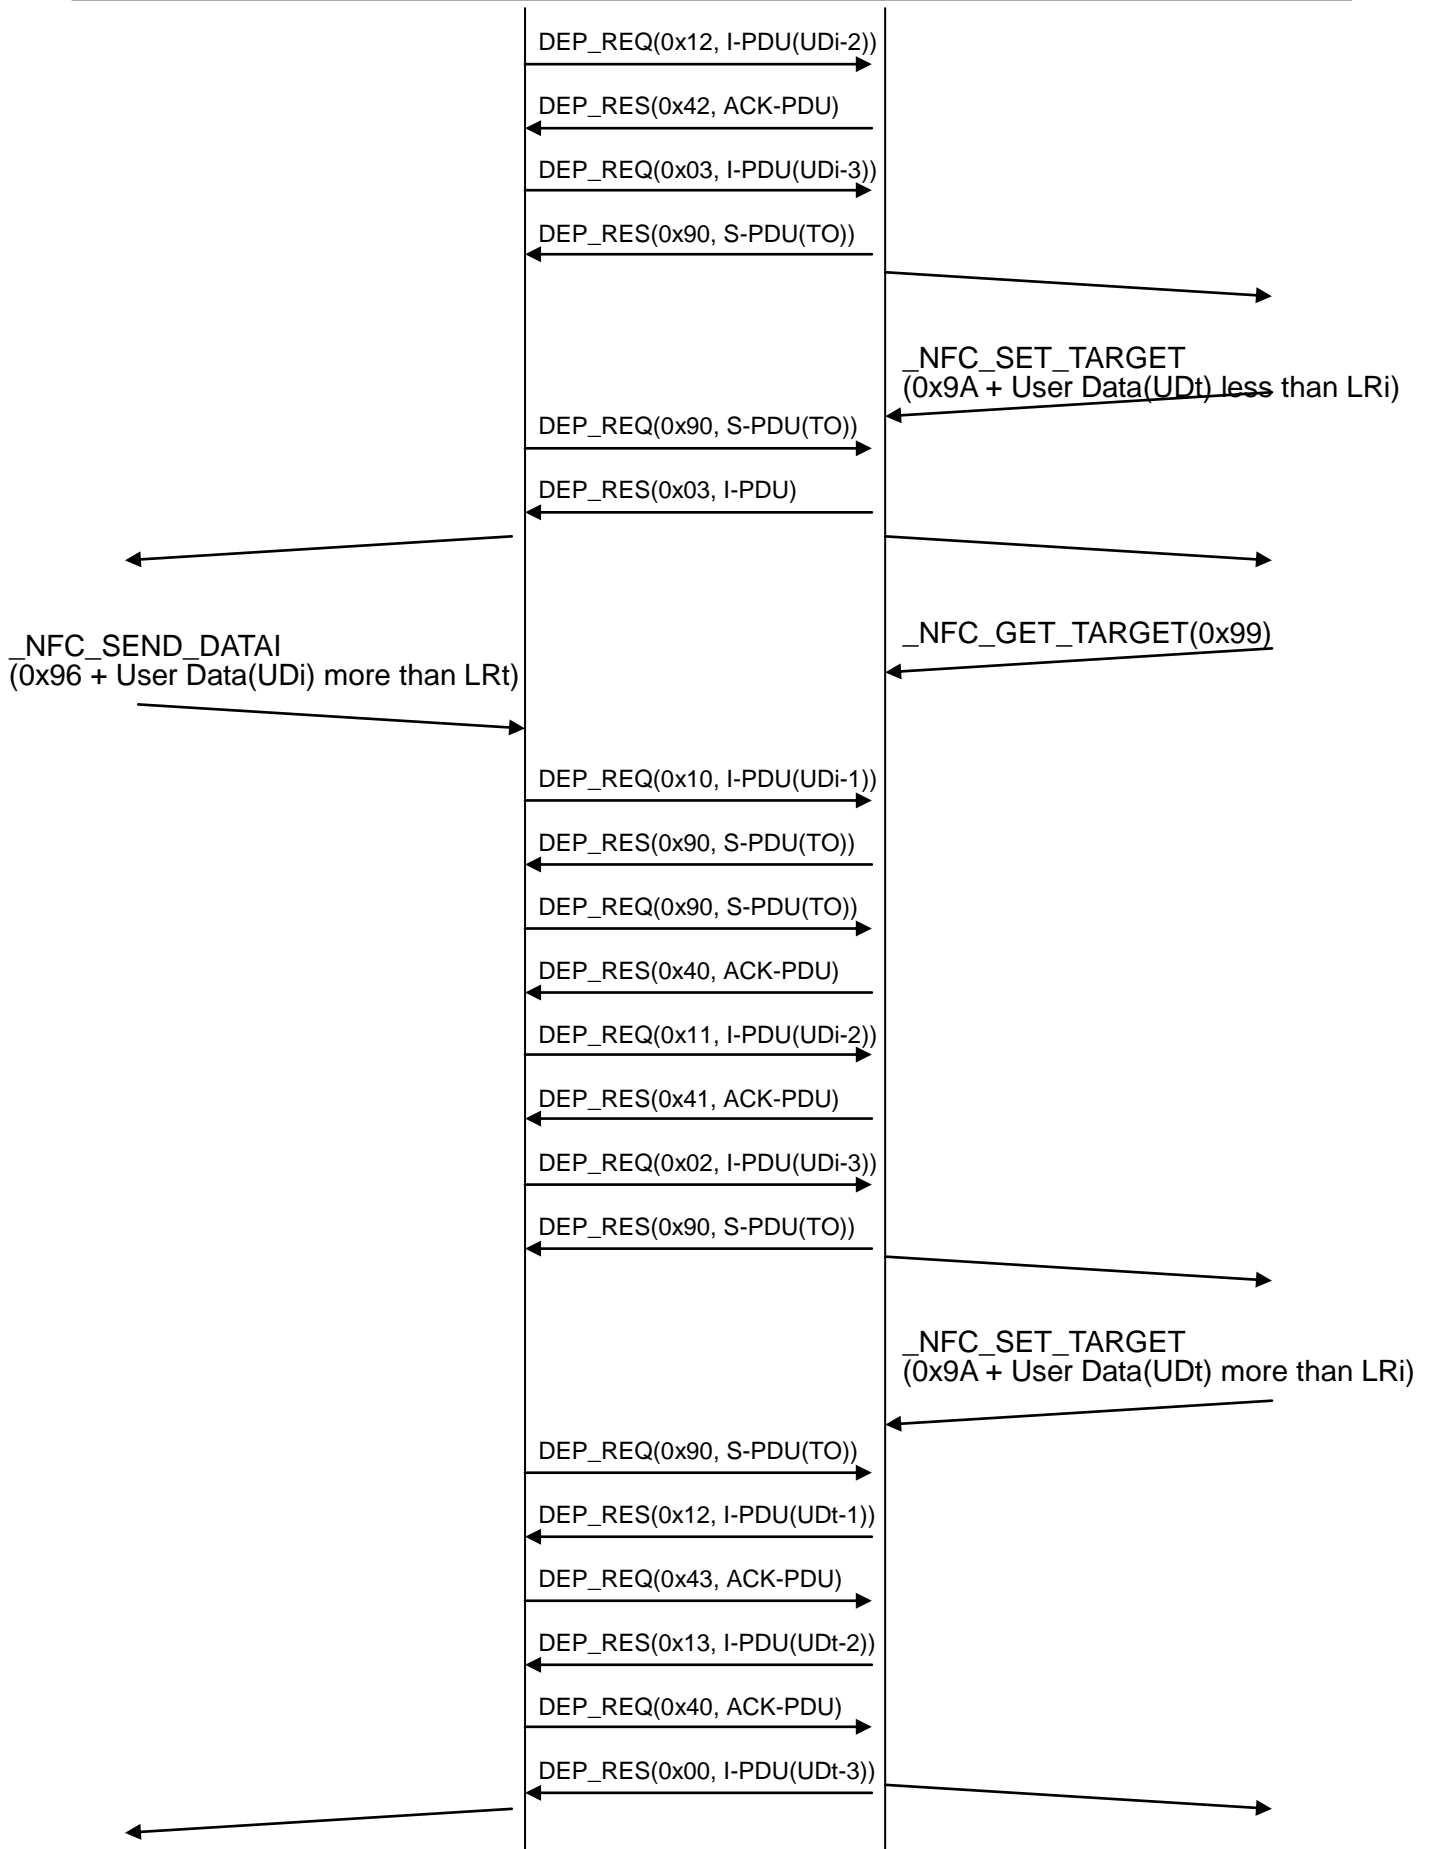 DEP_REQ(0x12, I-PDU(UDi-2))
DEP_RES(0x42, ACK-PDU)
DEP_REQ(0x03, I-PDU(UDi-3))
DEP_RES(0x90, S-PDU(TO))
_NFC_SET_TARGET
(0x9A + User Data(UDt) less than LRi)
DEP_REQ(0x90, S-PDU(TO))
DEP_RES(0x03, I-PDU)
_NFC_SEND_DATAI
(0x96 + User Data(UDi) more than LRt)
_NFC_GET_TARGET(0x99)
DEP_REQ(0x10, I-PDU(UDi-1))
DEP_RES(0x90, S-PDU(TO))
DEP_REQ(0x90, S-PDU(TO))
DEP_RES(0x40, ACK-PDU)
DEP_REQ(0x11, I-PDU(UDi-2))
DEP_RES(0x41, ACK-PDU)
DEP_REQ(0x02, I-PDU(UDi-3))
DEP_RES(0x90, S-PDU(TO))
_NFC_SET_TARGET
(0x9A + User Data(UDt) more than LRi)
DEP_REQ(0x90, S-PDU(TO))
DEP_RES(0x12, I-PDU(UDt-1))
DEP_REQ(0x43, ACK-PDU)
DEP_RES(0x13, I-PDU(UDt-2))
DEP_REQ(0x40, ACK-PDU)
DEP_RES(0x00, I-PDU(UDt-3))